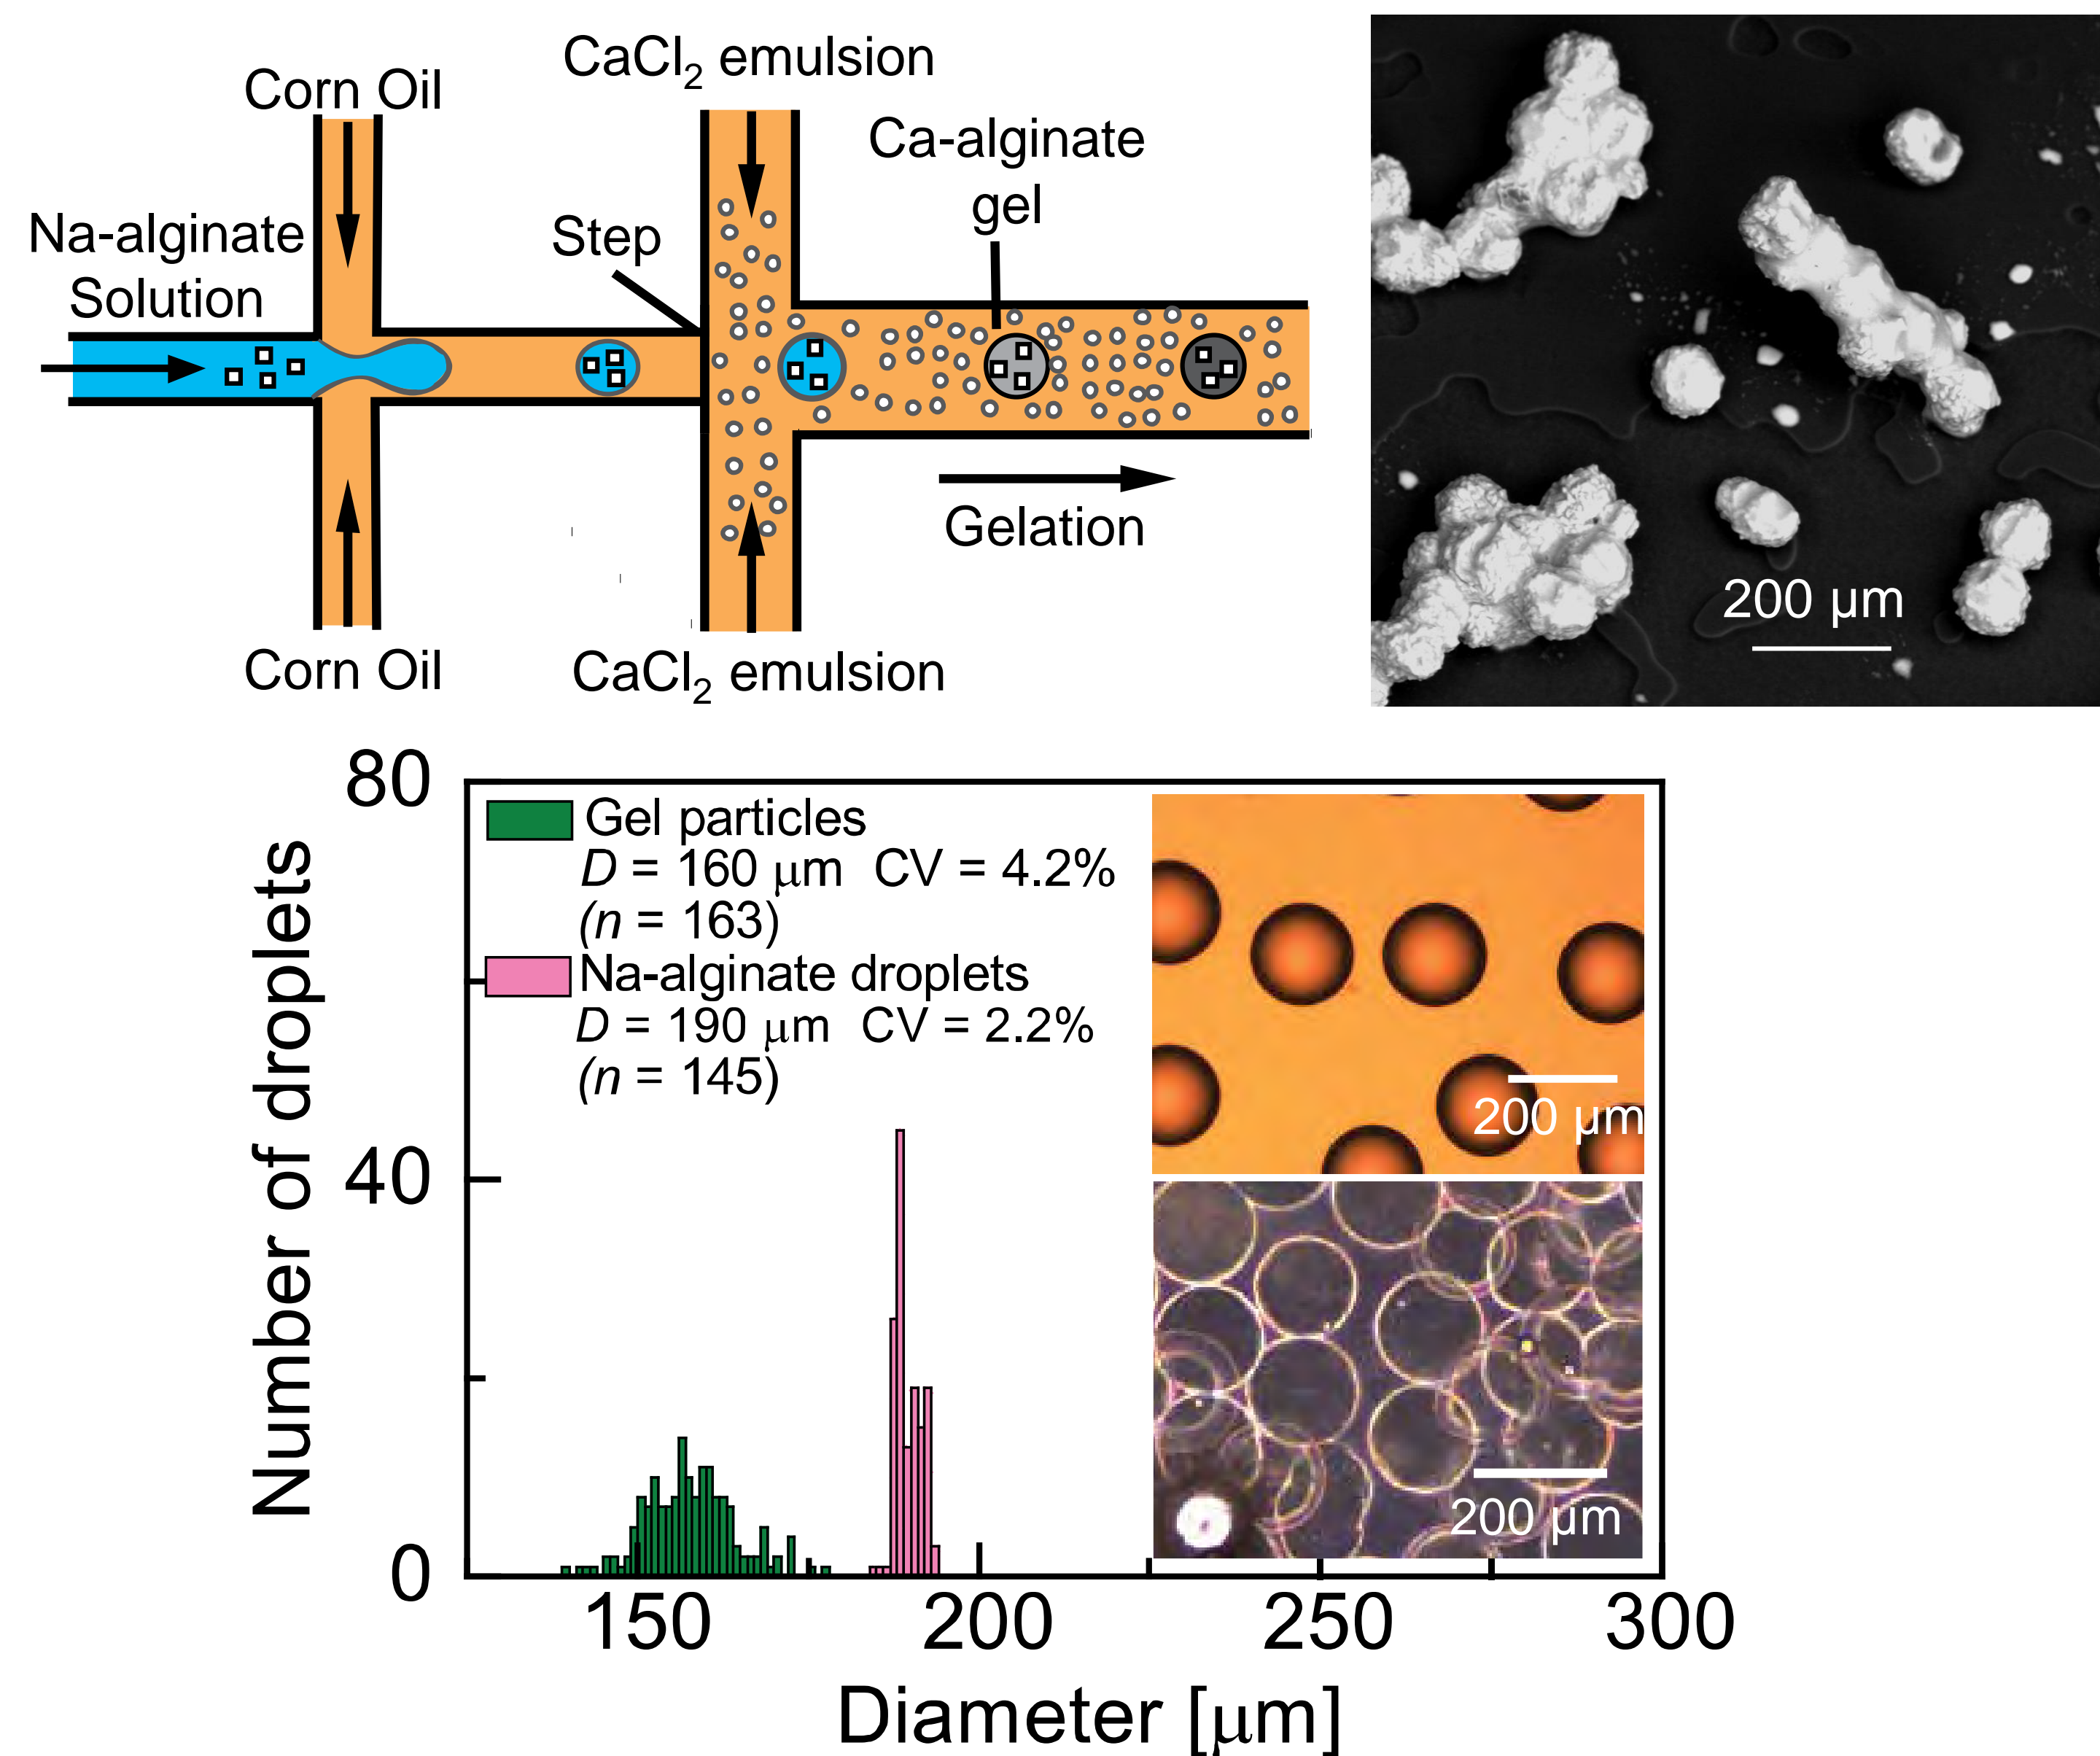 Corn Oil
CaCl₂ emulsion
Ca-alginate
gel
Na-alginate
Solution
Step
Gelation
Corn Oil
CaCl₂ emulsion
200 µm
80
40
0
Number of droplets
Gel particles
D = 160 µm CV = 4.2%
(n = 163)
Na-alginate droplets
D = 190 µm CV = 2.2%
(n = 145)
200 µm
200 µm
150 200 250 300
Diameter [µm]